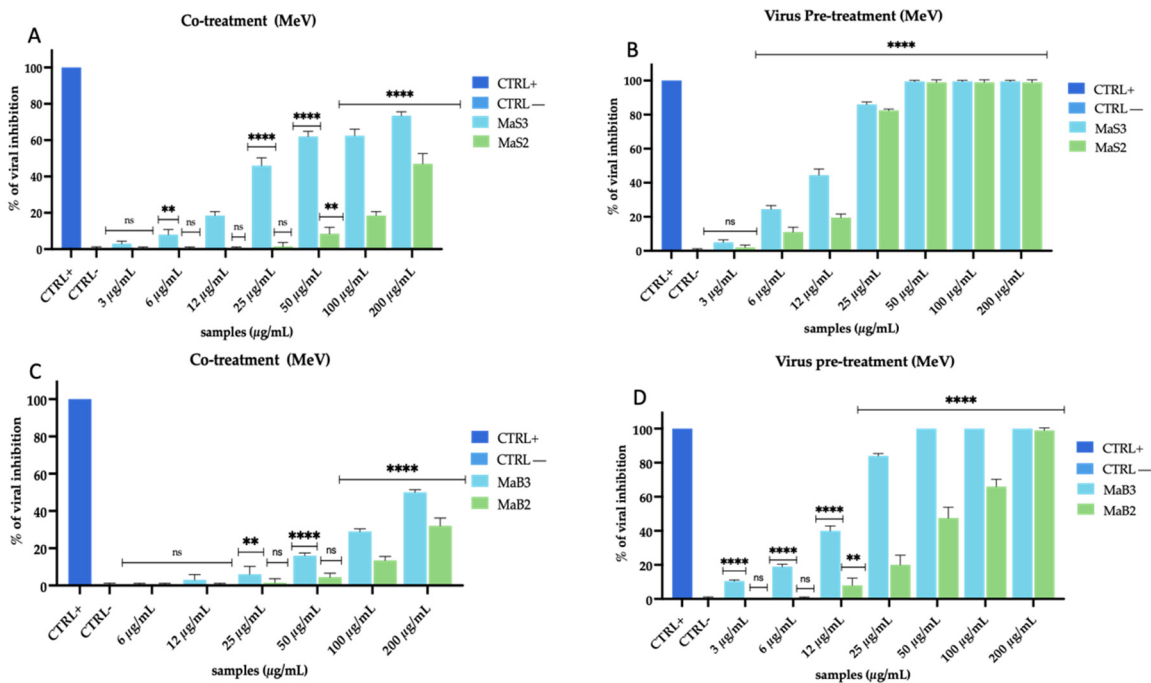 Co-treatment (MeV)
A
% of viral inhibition
100
80
60
40
20
0
ns
**
ns
ns
****
ns
****
**
****
CTRL+
CTRL—
MaS3
MaS2
CTRL+
CTRL-
3 µg/mL
6 µg/mL
12 µg/mL
25 µg/mL
50 µg/mL
100 µg/mL
200 µg/mL
samples (µg/mL)
Virus Pre-treatment (MeV)
B
% of viral inhibition
100
80
60
40
20
0
ns
****
CTRL+
CTRL—
MaS3
MaS2
CTRL+
CTRL-
3 µg/mL
6 µg/mL
12 µg/mL
25 µg/mL
50 µg/mL
100 µg/mL
200 µg/mL
samples (µg/mL)
Co-treatment (MeV)
C
% of viral inhibition
100
80
60
40
20
0
ns
**
ns
****
ns
****
CTRL+
CTRL—
MaB3
MaB2
CTRL+
CTRL-
6 µg/mL
12 µg/mL
25 µg/mL
50 µg/mL
100 µg/mL
200 µg/mL
samples (µg/mL)
Virus pre-treatment (MeV)
D
% of viral inhibition
100
80
60
40
20
0
****
ns
****
ns
****
**
****
CTRL+
CTRL—
MaB3
MaB2
CTRL+
CTRL-
3 µg/mL
6 µg/mL
12 µg/mL
25 µg/mL
50 µg/mL
100 µg/mL
200 µg/mL
samples (µg/mL)